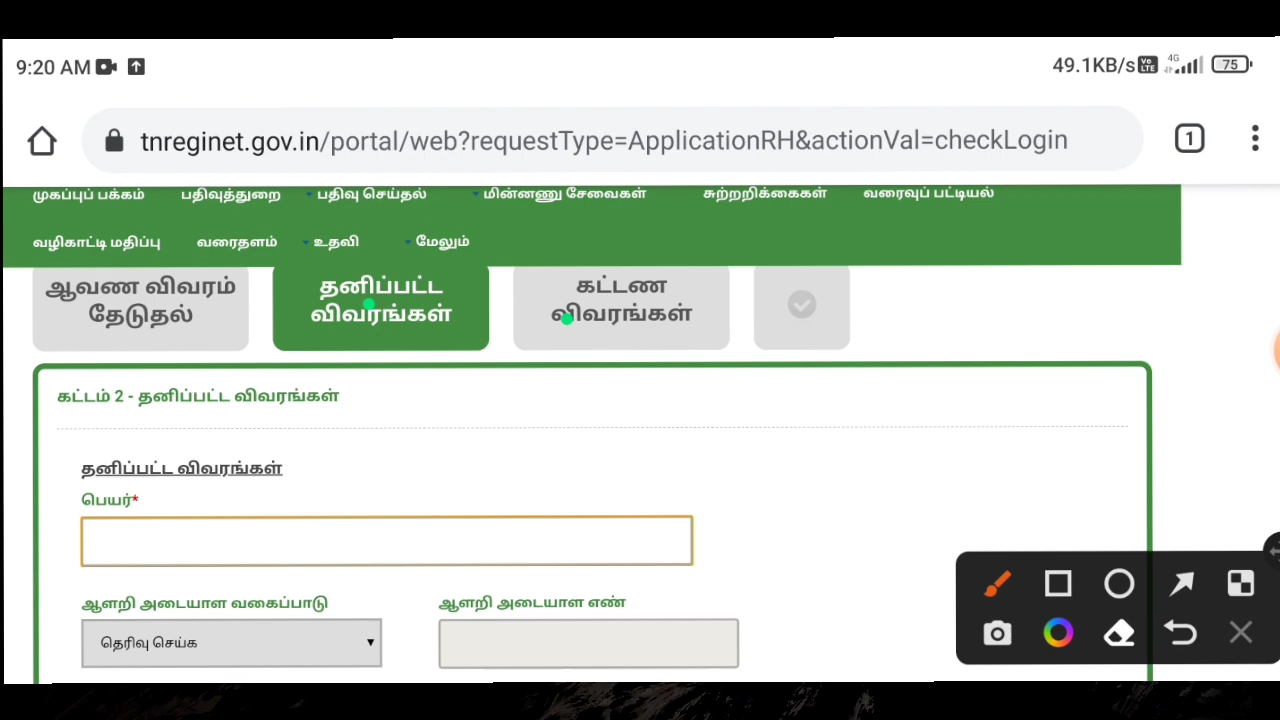 9:20 AM 49.1KB/s Vo LTE 4G 75
tnreginet.gov.in/portal/web?requestType=ApplicationRH&actionVal=checkLogin 1
முகப்புப் பக்கம் பதிவுத்துறை பதிவு செய்தல் மின்னணு சேவைகள் சுற்றறிக்கைகள் வரைவுப் பட்டியல்
வழிகாட்டி மதிப்பு வரைதளம் உதவி மேலும்
ஆவண விவரம் தேடுதல்
தனிப்பட்ட விவரங்கள்
கட்டண விவரங்கள்
கட்டம் 2 - தனிப்பட்ட விவரங்கள்
தனிப்பட்ட விவரங்கள்
பெயர்*
ஆளறி அடையாள வகைப்பாடு ஆளறி அடையாள எண்
தெரிவு செய்க